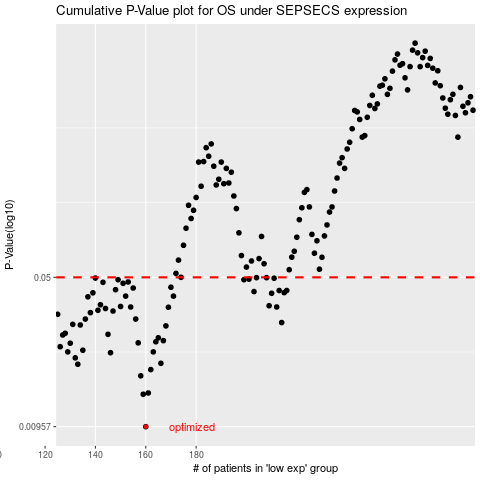 Cumulative P-Value plot for OS under SEPSECS expression
P-Value(log10)
0.05
0.00957
optimized
0 120 140 160 180
# of patients in 'low exp' group